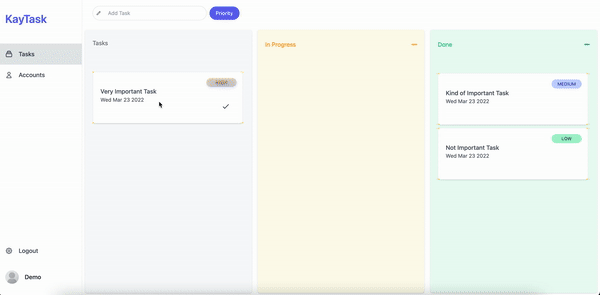 KayTask
Add Task
Priority
Tasks
Accounts
Logout
Demo
Tasks
Very Important Task
Wed Mar 23 2022
In Progress
Done
MEDIUM
Kind of Important Task
Wed Mar 23 2022
LOW
Not Important Task
Wed Mar 23 2022